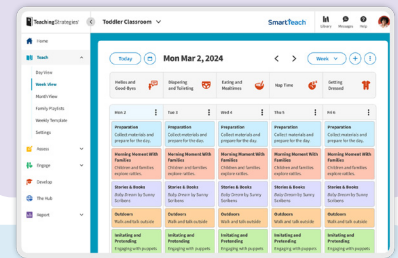 TeachingStrategies
Toddler Classroom
SmartTeach
Library
Messages
Help
Home
Teach
Day View
Week View
Month View
Family Playlists
Weekly Template
Settings
Assess
Engage
Develop
The Hub
Report
Today
Mon Mar 2, 2024
Week
Hellos and
Good-Byes
Diapering
and Toileting
Eating and
Mealtimes
Nap Time
Getting
Dressed
Mon 2
Tue 3
Wed 4
Thu 5
Fri 6
Preparation
Collect materials and
prepare for the day.
Preparation
Collect materials and
prepare for the day.
Preparation
Collect materials and
prepare for the day.
Preparation
Collect materials and
prepare for the day.
Preparation
Collect materials and
prepare for the day.
Morning Moment With
Families
Children and families
explore rattles.
Morning Moment With
Families
Children and families
explore rattles.
Morning Moment With
Families
Children and families
explore rattles.
Morning Moment With
Families
Children and families
explore rattles.
Morning Moment With
Families
Children and families
explore rattles.
Stories & Books
Baby Dream by Sunny
Scribens
Stories & Books
Baby Dream by Sunny
Scribens
Stories & Books
Baby Dream by Sunny
Scribens
Stories & Books
Baby Dream by Sunny
Scribens
Stories & Books
Baby Dream by Sunny
Scribens
Outdoors
Walk and talk outside
Outdoors
Walk and talk outside
Outdoors
Walk and talk outside
Outdoors
Walk and talk outside
Outdoors
Walk and talk outside
Imitating and
Pretending
Engaging with puppets
Imitating and
Pretending
Engaging with puppets
Imitating and
Pretending
Engaging with puppets
Imitating and
Pretending
Engaging with puppets
Imitating and
Pretending
Engaging with puppets